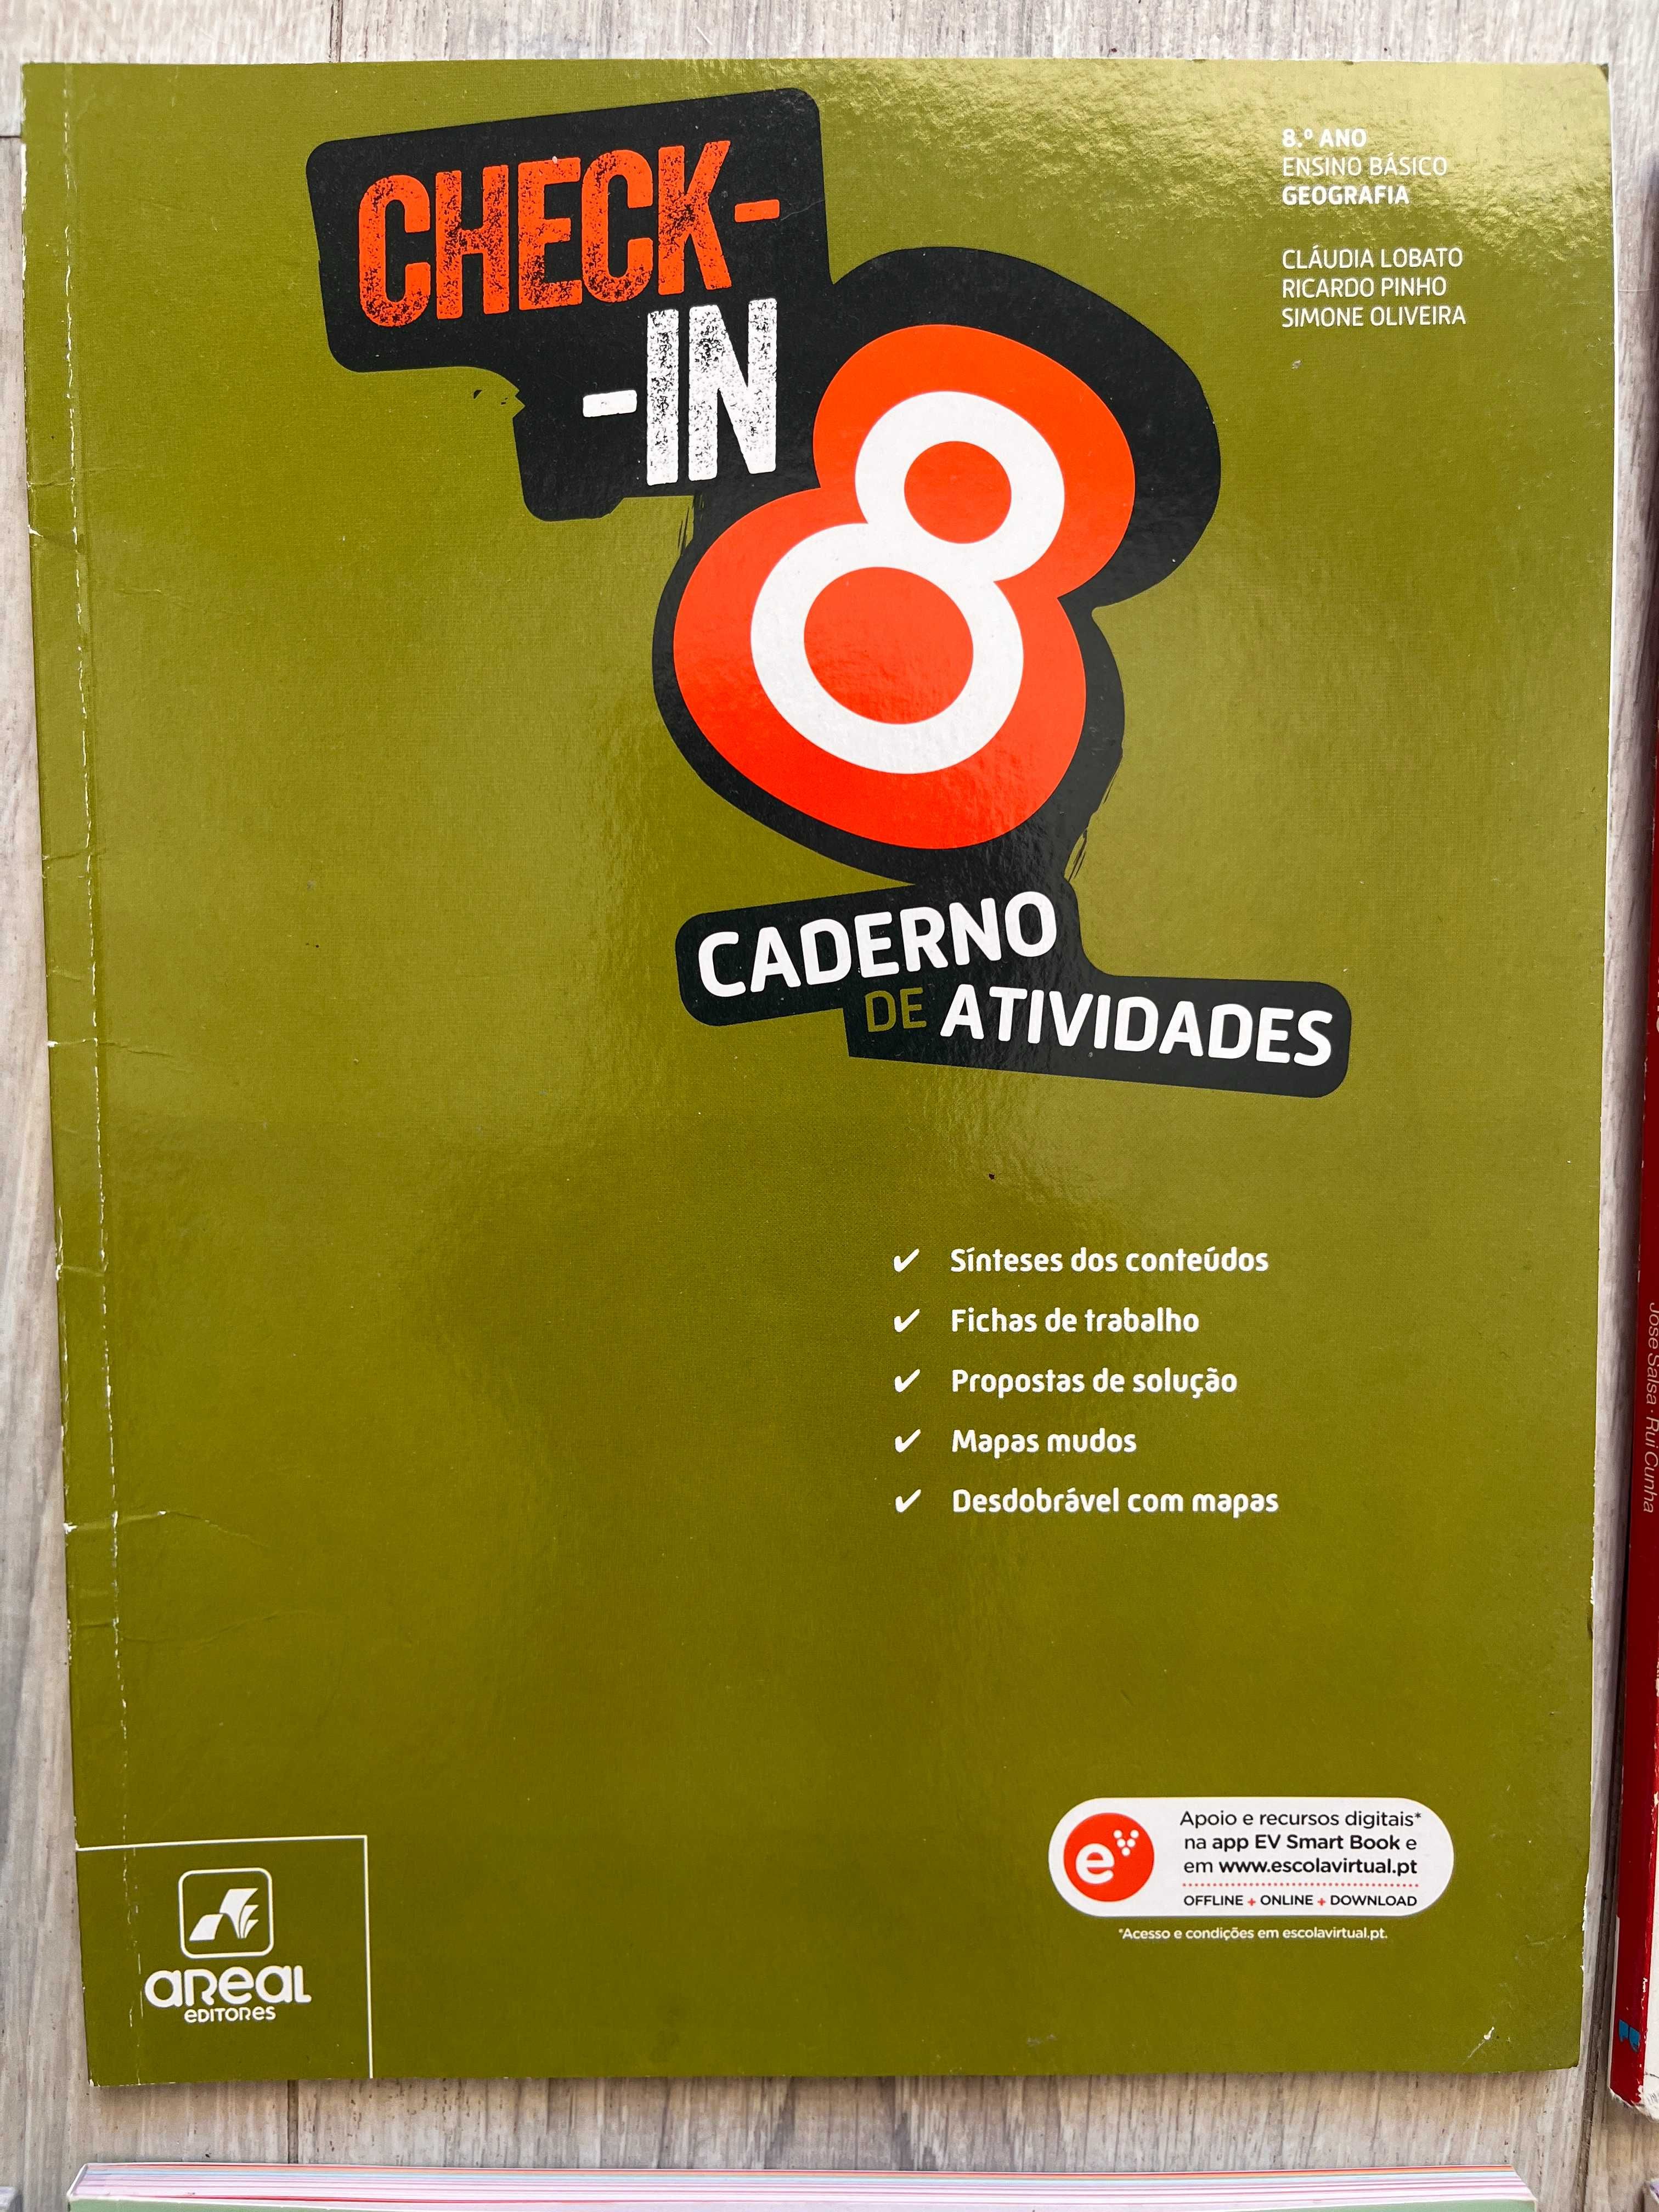 CHECK-
-IN
8
8.º ANO
ENSINO BÁSICO
GEOGRAFIA
CLÁUDIA LOBATO
RICARDO PINHO
SIMONE OLIVEIRA
CADERNO
DE ATIVIDADES
✔ Sínteses dos conteúdos
✔ Fichas de trabalho
✔ Propostas de solução
✔ Mapas mudos
✔ Desdobrável com mapas
e
Apoio e recursos digitais*
na app EV Smart Book e
em www.escolavirtual.pt
OFFLINE + ONLINE + DOWNLOAD
*Acesso e condições em escolavirtual.pt.
areal
editores
José Salsa · Rui Cunha